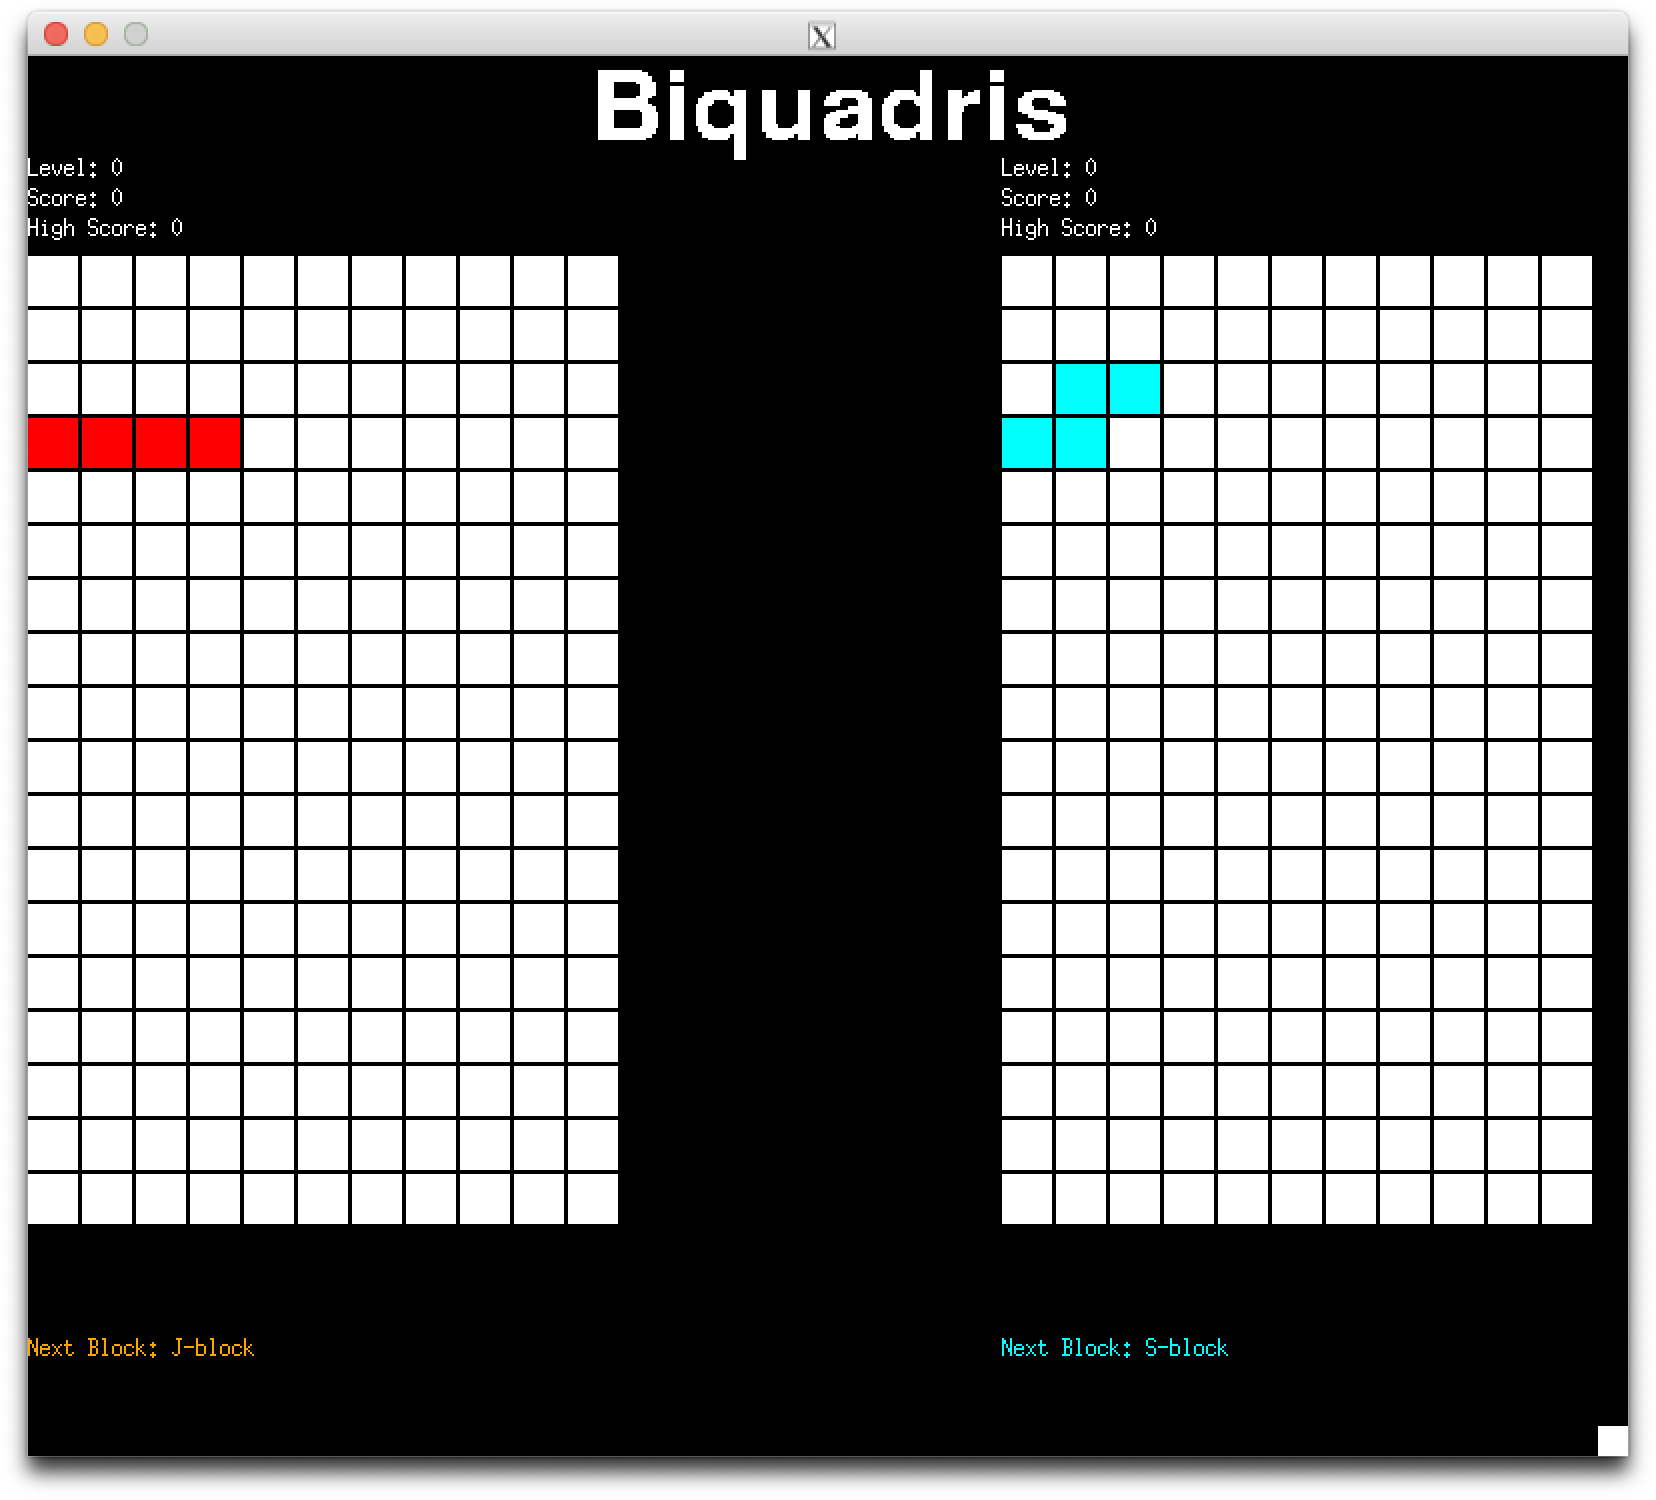 Biquadris
Level: 0
Score: 0
High Score: 0
Level: 0
Score: 0
High Score: 0
Next Block: J-block
Next Block: S-block